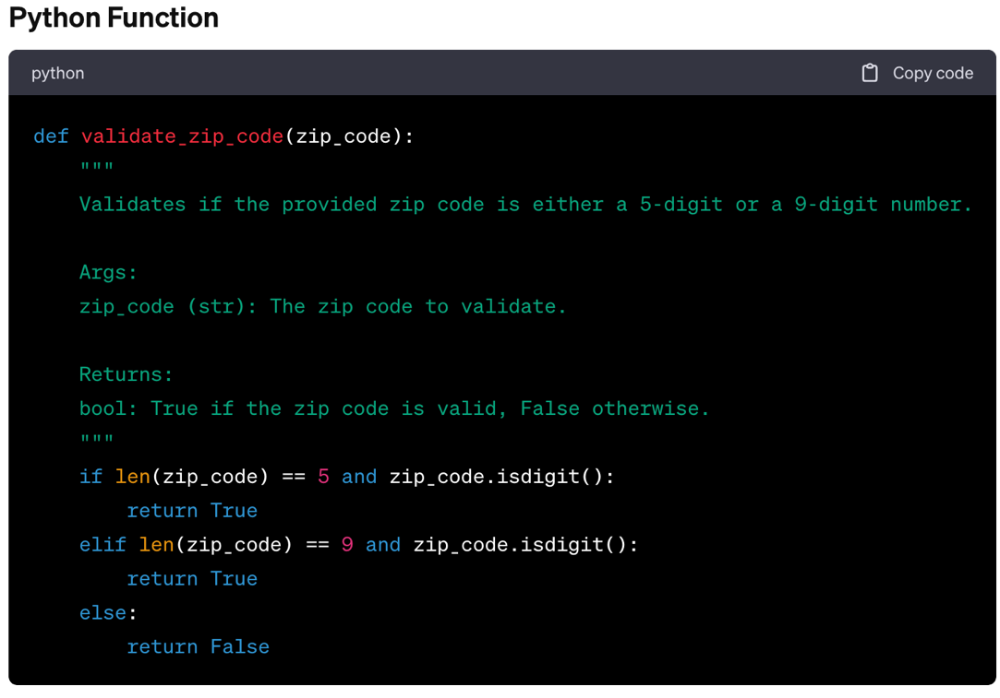 Python Function
python
Copy code
def validate_zip_code(zip_code):
    """
    Validates if the provided zip code is either a 5-digit or a 9-digit number.

    Args:
    zip_code (str): The zip code to validate.

    Returns:
    bool: True if the zip code is valid, False otherwise.
    """
    if len(zip_code) == 5 and zip_code.isdigit():
        return True
    elif len(zip_code) == 9 and zip_code.isdigit():
        return True
    else:
        return False